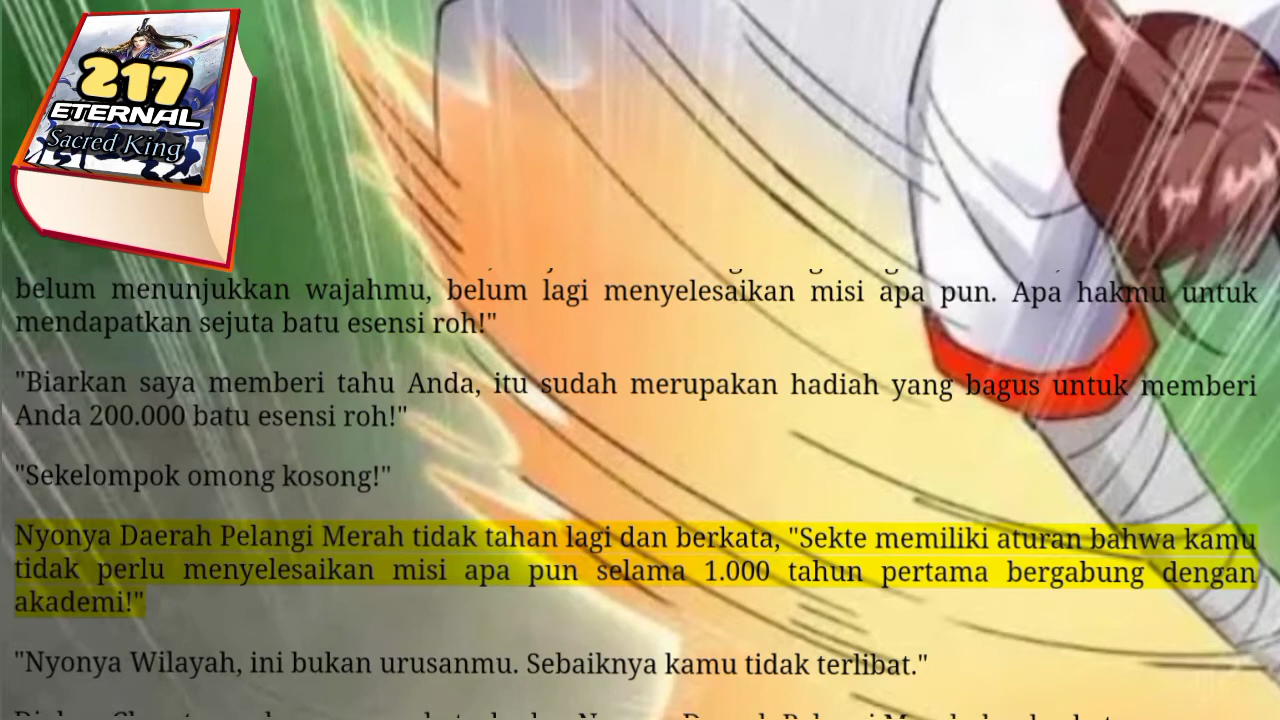 217
ETERNAL
Sacred King
belum menunjukkan wajahmu, belum lagi menyelesaikan misi apa pun. Apa hakmu untuk
mendapatkan sejuta batu esensi roh!"
"Biarkan saya memberi tahu Anda, itu sudah merupakan hadiah yang bagus untuk memberi
Anda 200.000 batu esensi roh!"
"Sekelompok omong kosong!"
Nyonya Daerah Pelangi Merah tidak tahan lagi dan berkata, "Sekte memiliki aturan bahwa kamu
tidak perlu menyelesaikan misi apa pun selama 1.000 tahun pertama bergabung dengan
akademi!"
"Nyonya Wilayah, ini bukan urusanmu. Sebaiknya kamu tidak terlibat."